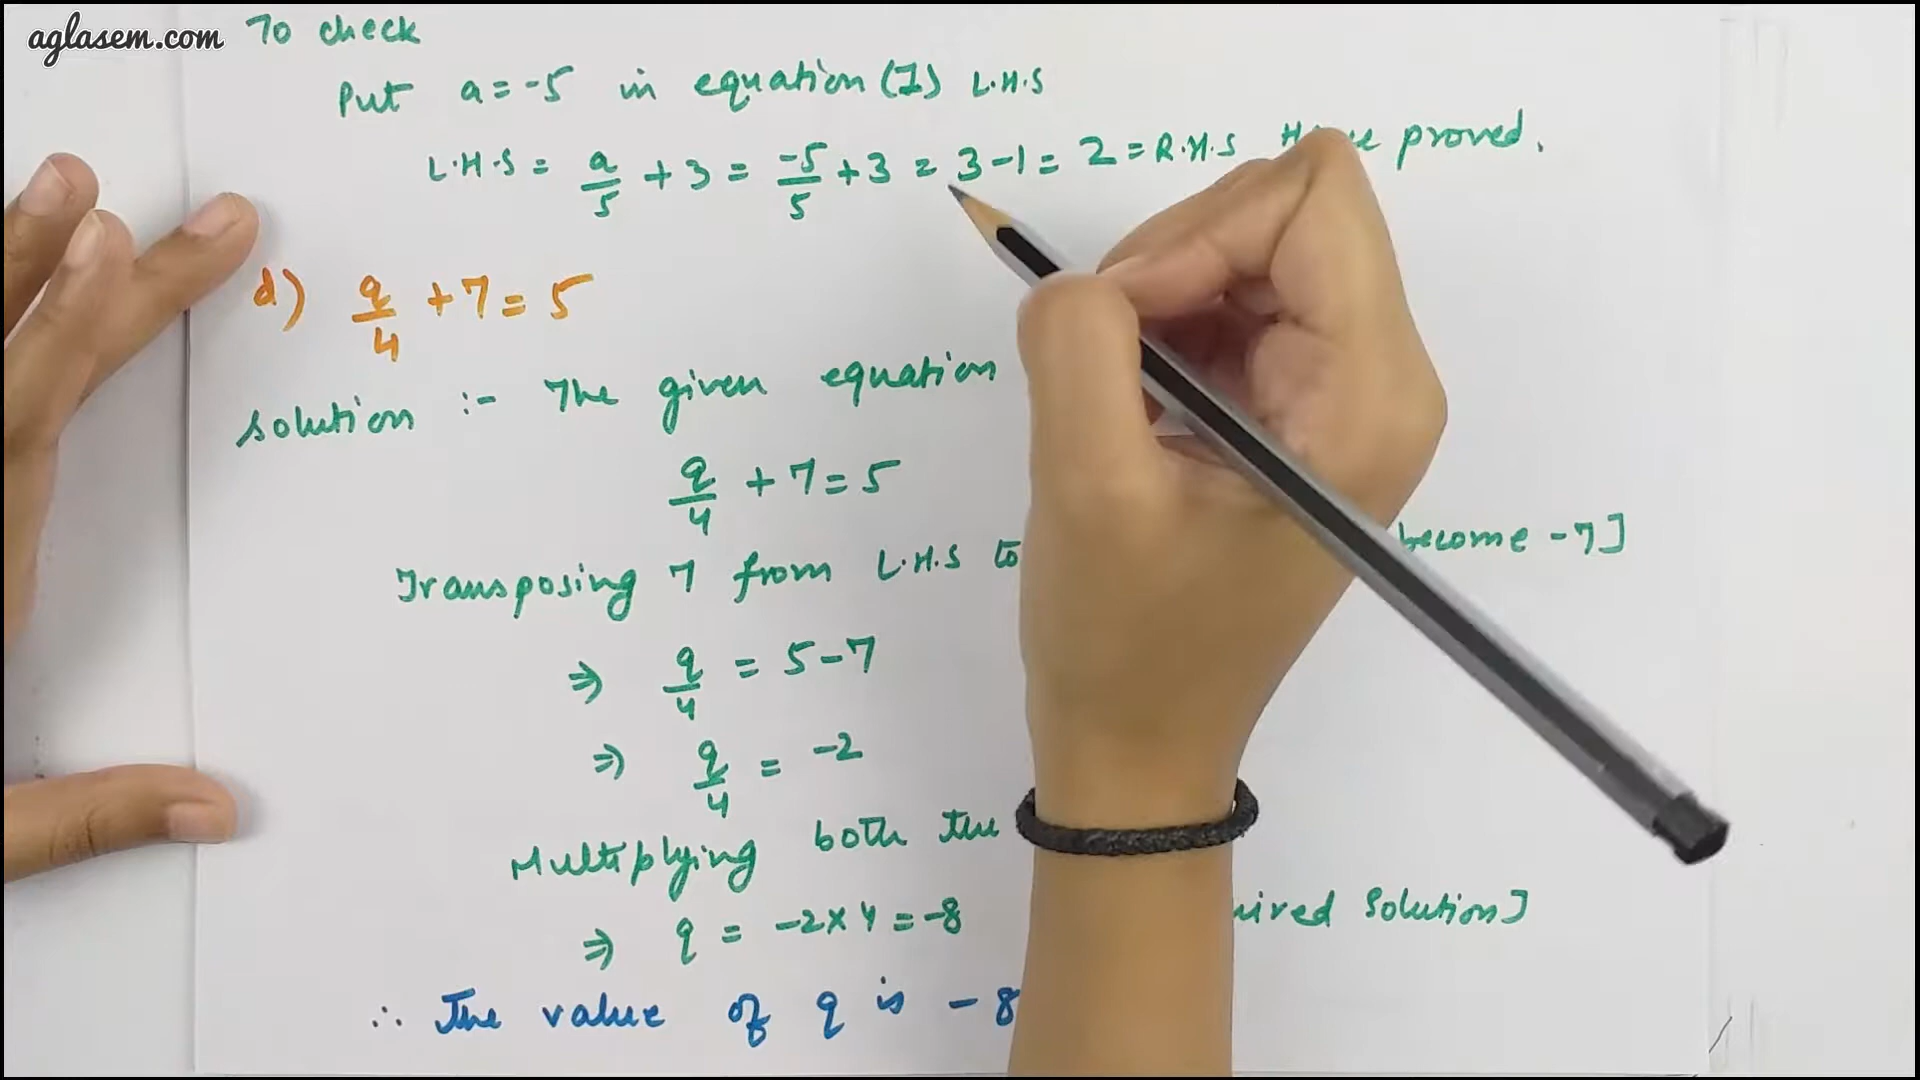 aglasem.com
To check
Put a = -5 in equation (I) L.H.S
L.H.S = a/5 + 3 = -5/5 + 3 = 3 - 1 = 2 = R.H.S proved.
d) q/4 + 7 = 5
Solution :- The given equation
q/4 + 7 = 5
Transposing 7 from L.H.S to become -7]
⇒ q/4 = 5 - 7
⇒ q/4 = -2
Multiplying both the
⇒ q = -2 × 4 = -8 Solution]
∴ The value of q is -8